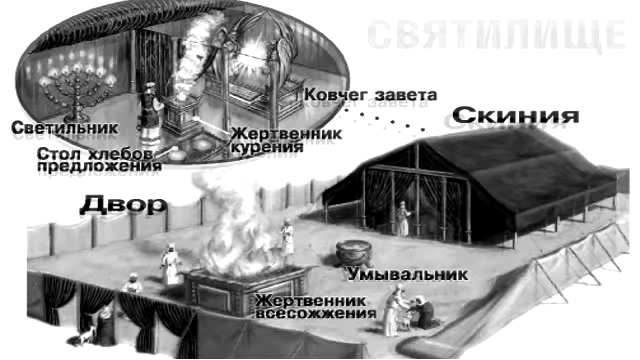 СВЯТИЛИЩЕ
Ковчег завета
Скиния
Светильник
Жертвенник
курения
Стол хлебов
предложения
Двор
Умывальник
Жертвенник
всесожжения